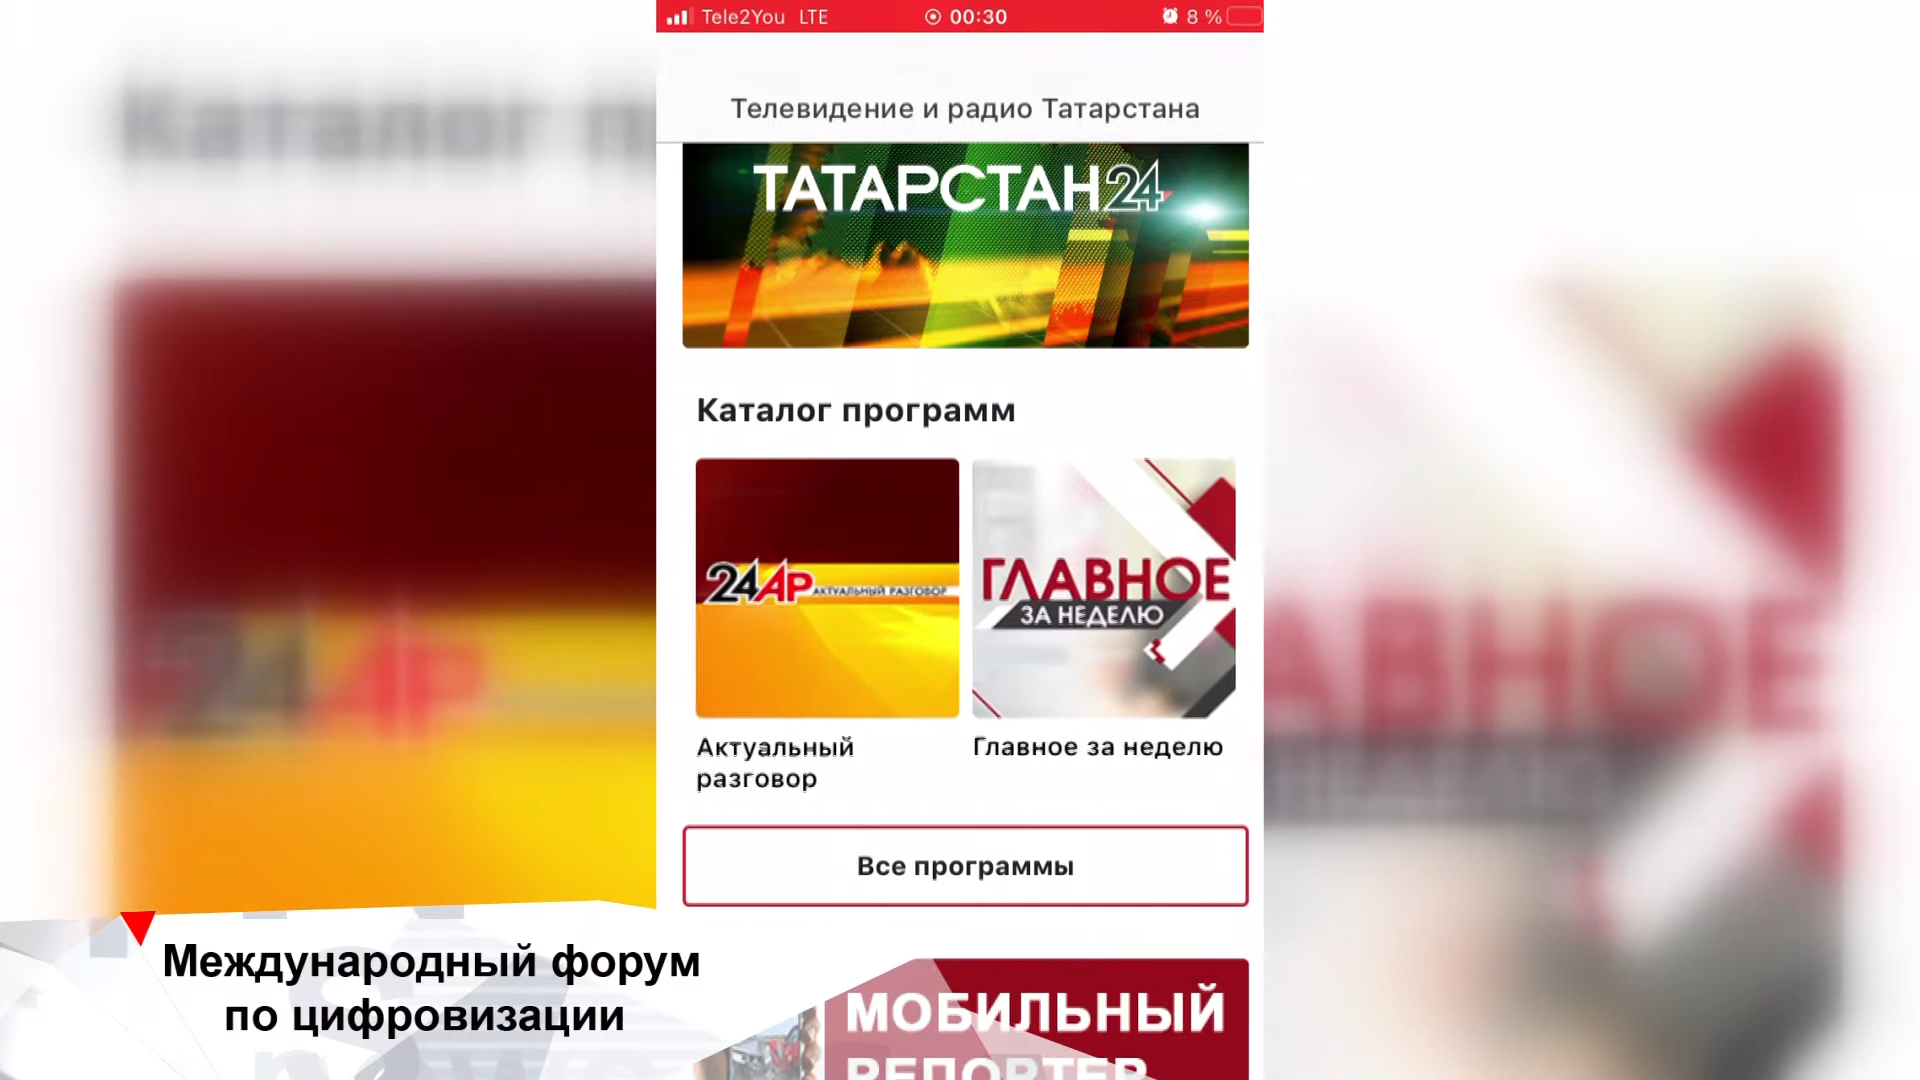 Tele2You LTE 00:30 8 %
Телевидение и радио Татарстана
ТАТАРСТАН24
Каталог программ
24АР АКТУАЛЬНЫЙ РАЗГОВОР
ГЛАВНОЕ
ЗА НЕДЕЛЮ
Актуальный
разговор
Главное за неделю
Все программы
МОБИЛЬНЫЙ
РЕПОРТЕР
Международный форум
по цифровизации